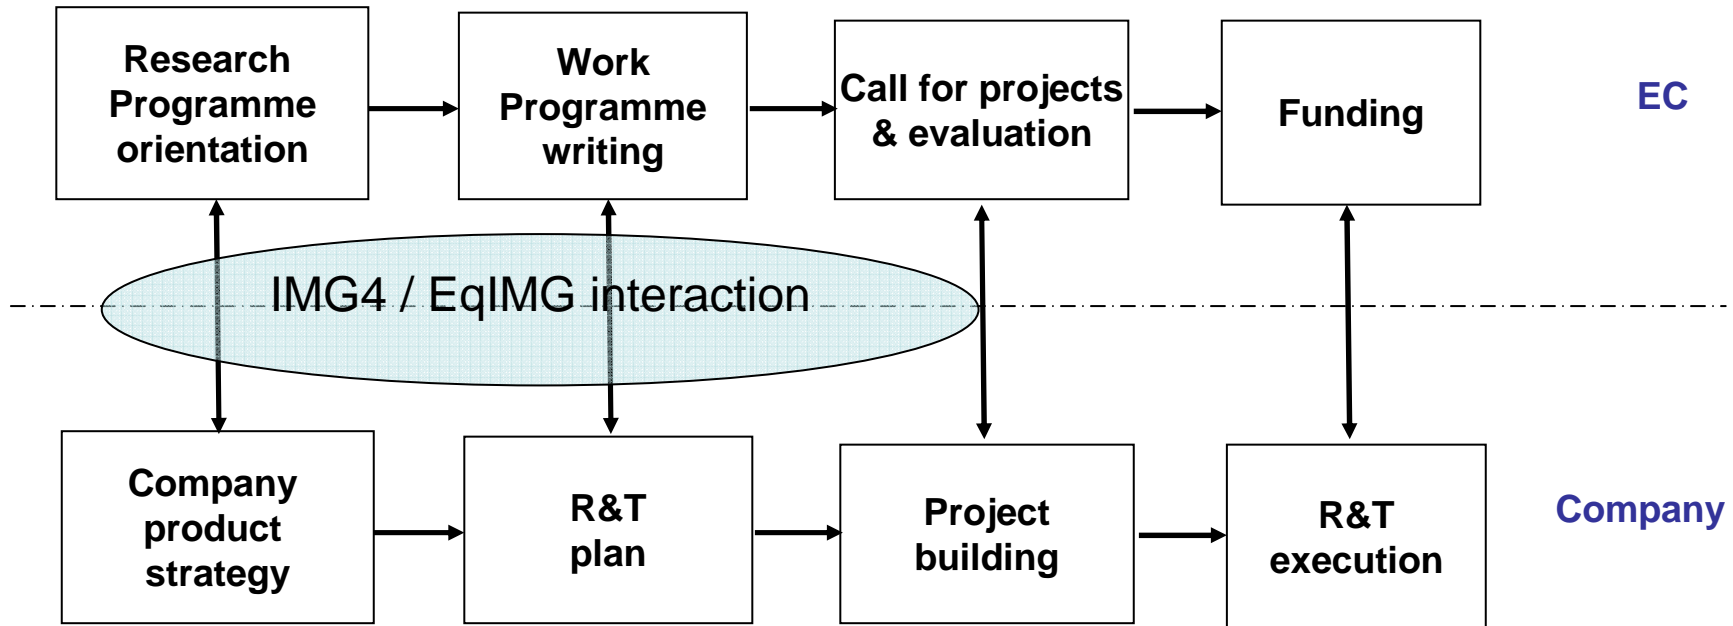 Research
Programme
orientation
Work
Programme
writing
Call for projects
& evaluation
Funding
EC
IMG4 / EqIMG interaction
Company
product
strategy
R&T
plan
Project
building
R&T
execution
Company